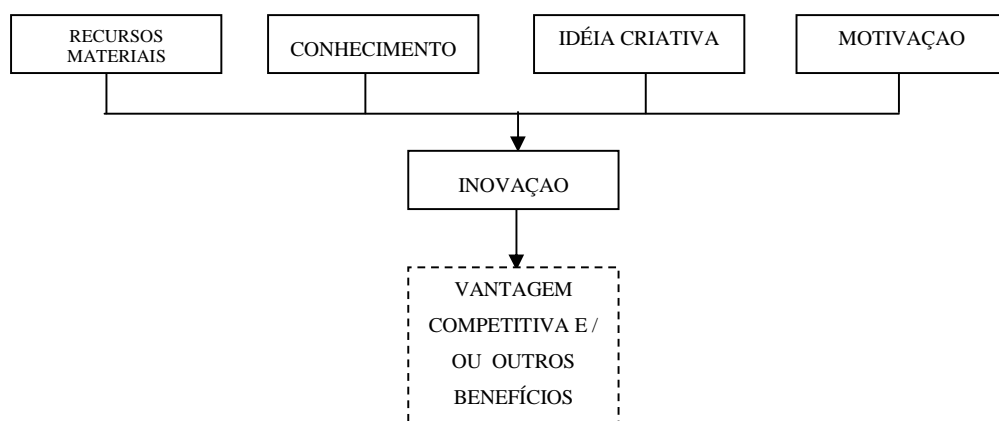 RECURSOS
MATERIAIS
CONHECIMENTO
IDÉIA CRIATIVA
MOTIVAÇAO
INOVAÇAO
VANTAGEM
COMPETITIVA E /
OU OUTROS
BENEFÍCIOS